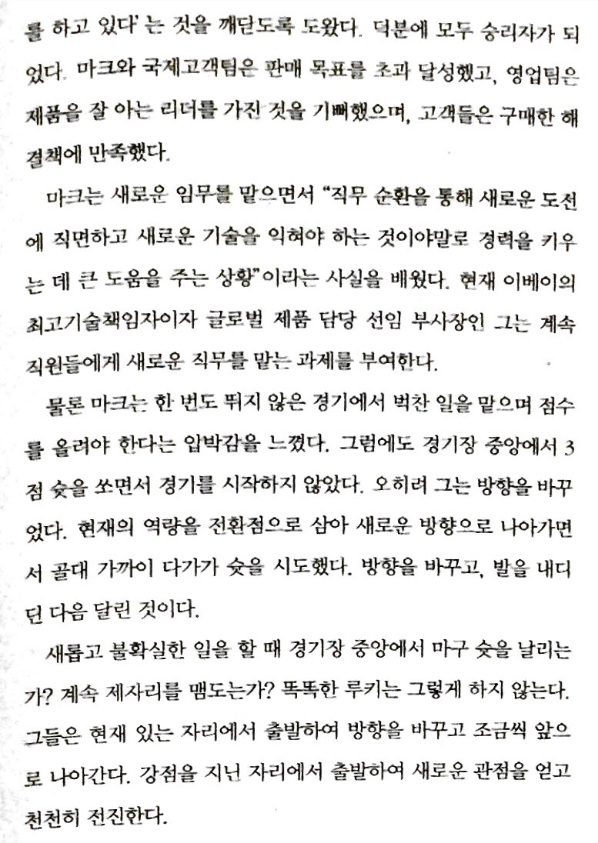 를 하고 있다’는 것을 깨닫도록 도왔다. 덕분에 모두 승리자가 되
었다. 마크와 국제고객팀은 판매 목표를 초과 달성했고, 영업팀은
제품을 잘 아는 리더를 가진 것을 기뻐했으며, 고객들은 구매한 해
결책에 만족했다.
마크는 새로운 임무를 맡으면서 “직무 순환을 통해 새로운 도전
에 직면하고 새로운 기술을 익혀야 하는 것이야말로 경력을 키우
는 데 큰 도움을 주는 상황”이라는 사실을 배웠다. 현재 이베이의
최고기술책임자이자 글로벌 제품 담당 선임 부사장인 그는 계속
직원들에게 새로운 직무를 맡는 과제를 부여한다.
물론 마크는 한 번도 뛰지 않은 경기에서 벅찬 일을 맡으며 점수
를 올려야 한다는 압박감을 느꼈다. 그럼에도 경기장 중앙에서 3
점 슛을 쏘면서 경기를 시작하지 않았다. 오히려 그는 방향을 바꾸
었다. 현재의 역량을 전환점으로 삼아 새로운 방향으로 나아가면
서 골대 가까이 다가가 슛을 시도했다. 방향을 바꾸고, 발을 내디
딘 다음 달린 것이다.
새롭고 불확실한 일을 할 때 경기장 중앙에서 마구 슛을 날리는
가? 계속 제자리를 맴도는가? 똑똑한 루키는 그렇게 하지 않는다.
그들은 현재 있는 자리에서 출발하여 방향을 바꾸고 조금씩 앞으
로 나아간다. 강점을 지닌 자리에서 출발하여 새로운 관점을 얻고
천천히 전진한다.